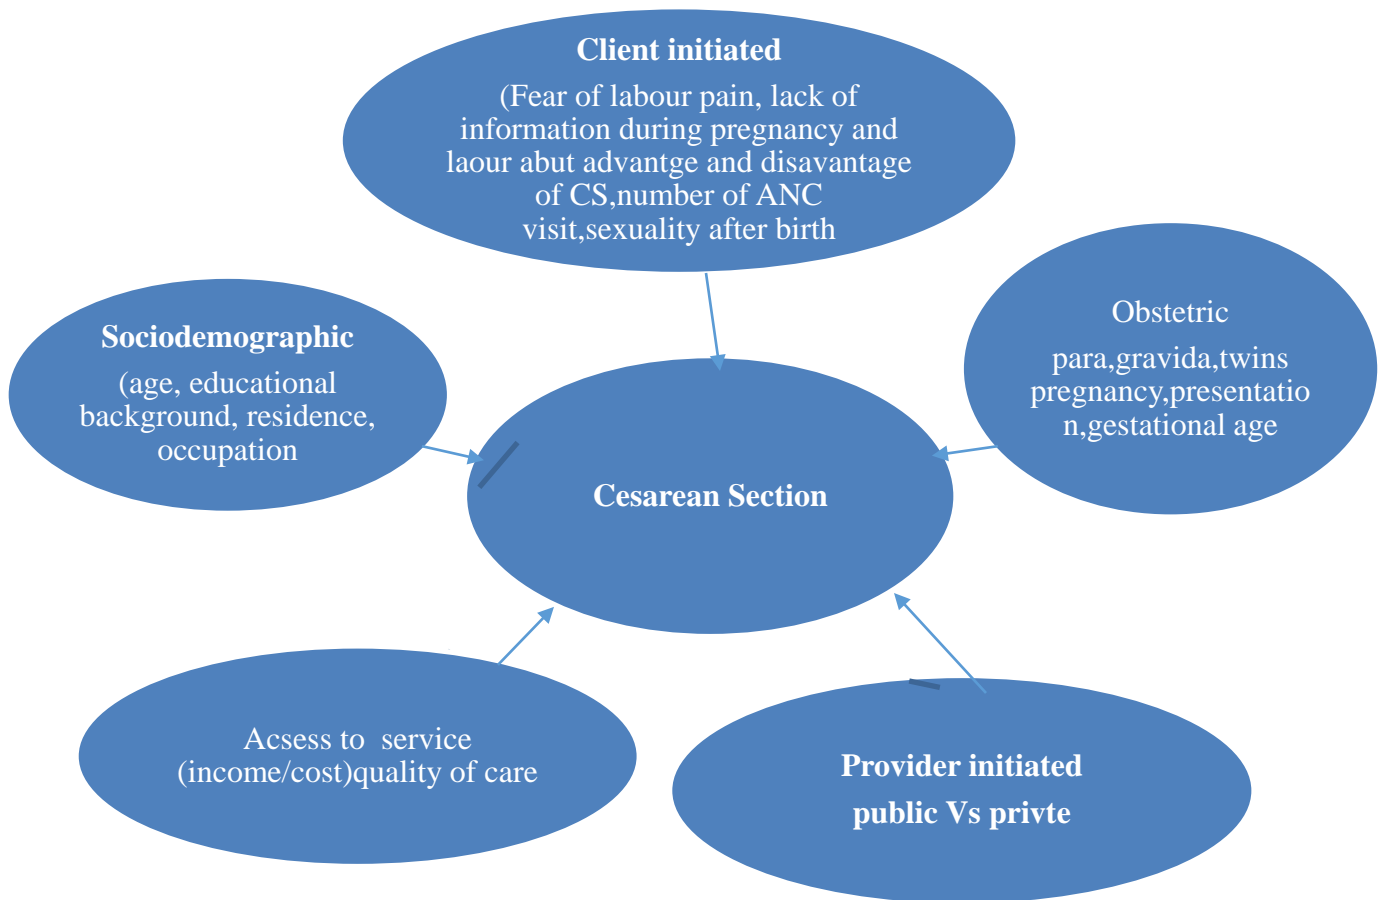 Client initiated
(Fear of labour pain, lack of
information during pregnancy and
laour abut advantge and disavantage
of CS,number of ANC
visit,sexuality after birth
Sociodemographic
(age, educational
background, residence,
occupation
Obstetric
para,gravida,twins
pregnancy,presentatio
n,gestational age
Cesarean Section
Acsess to  service
(income/cost)quality of care
Provider initiated
public Vs privte